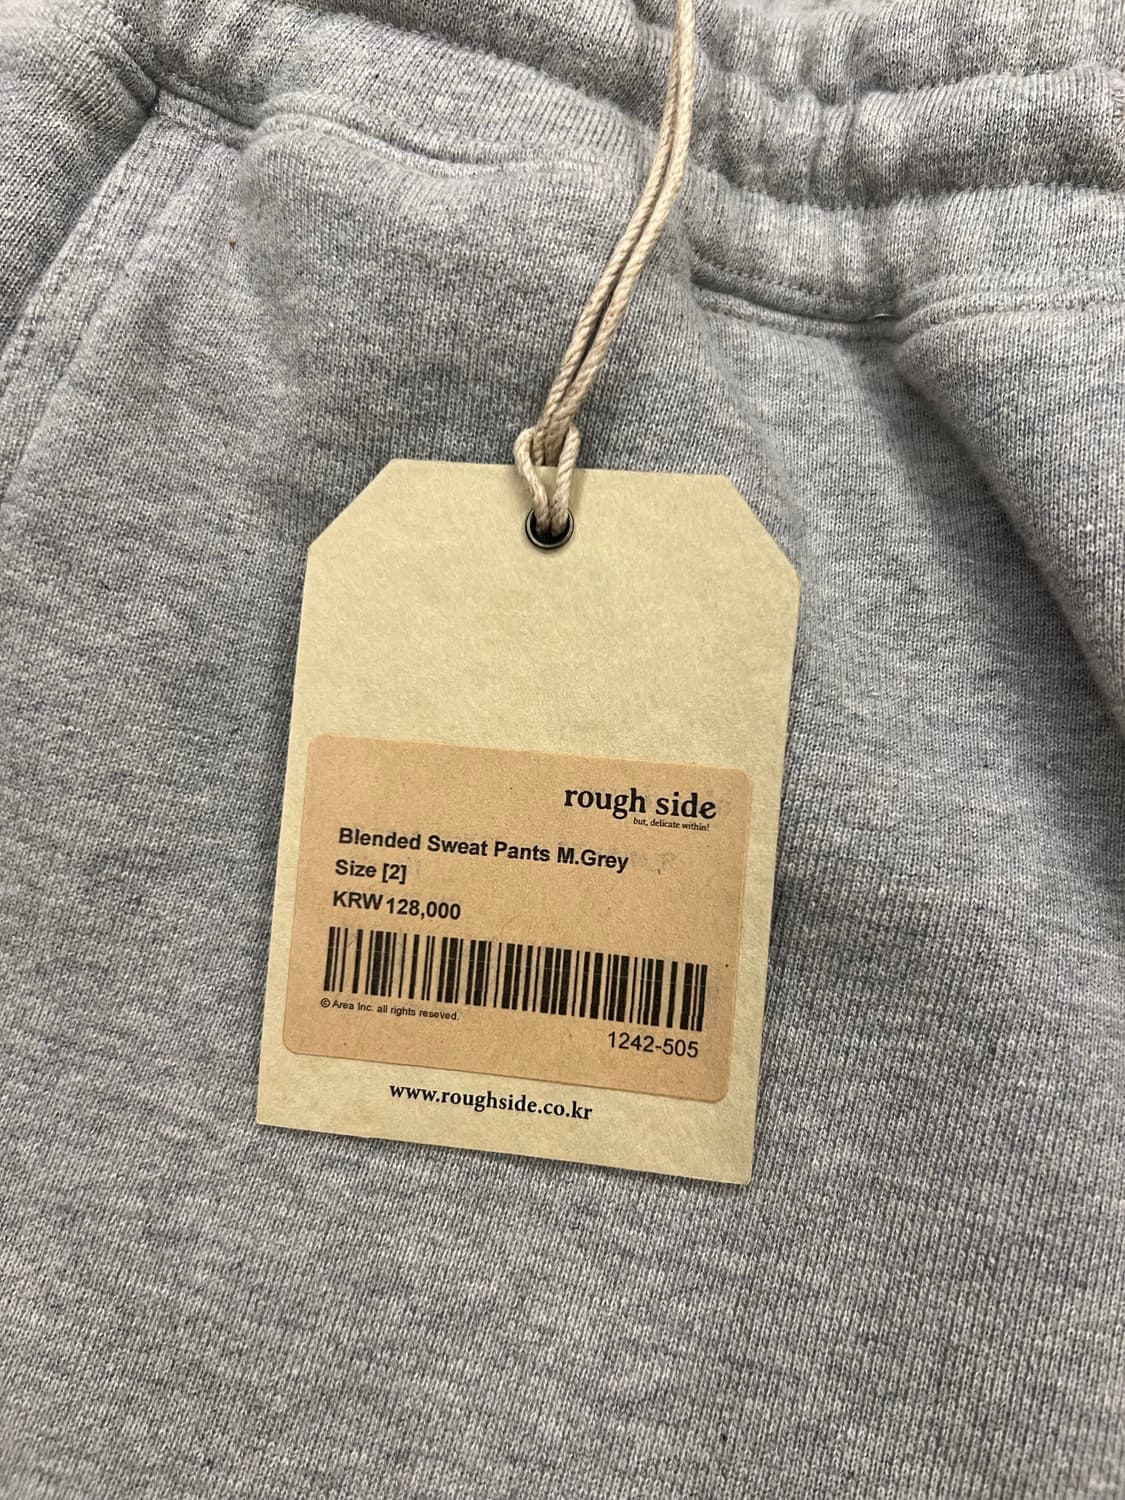 rough side
but, delicate within!
Blended Sweat Pants M.Grey
Size [2]
KRW 128,000
© Area Inc. all rights reseved.
1242-505
www.roughside.co.kr